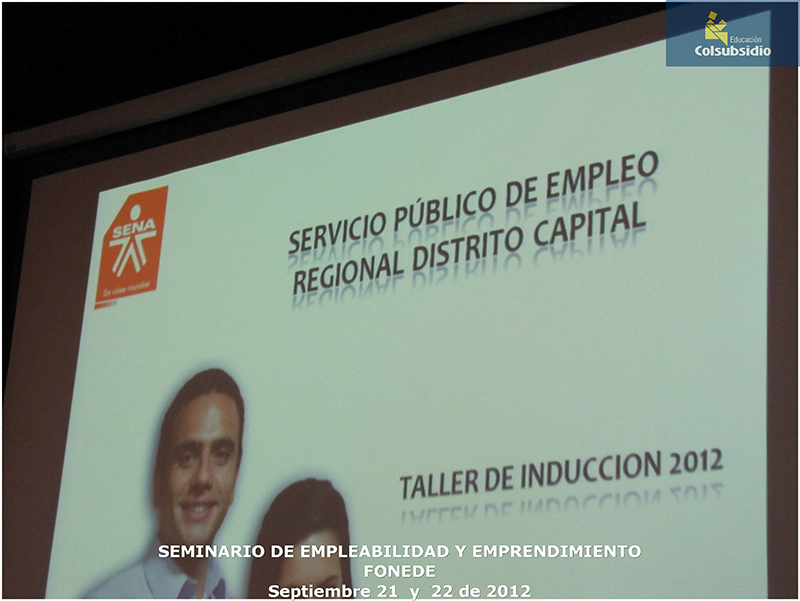 Educación
Colsubsidio
SERVICIO PÚBLICO DE EMPLEO
REGIONAL DISTRITO CAPITAL
SENA
De clase mundial
TALLER DE INDUCCION 2012
SEMINARIO DE EMPLEABILIDAD Y EMPRENDIMIENTO
FONEDE
Septiembre 21 y 22 de 2012